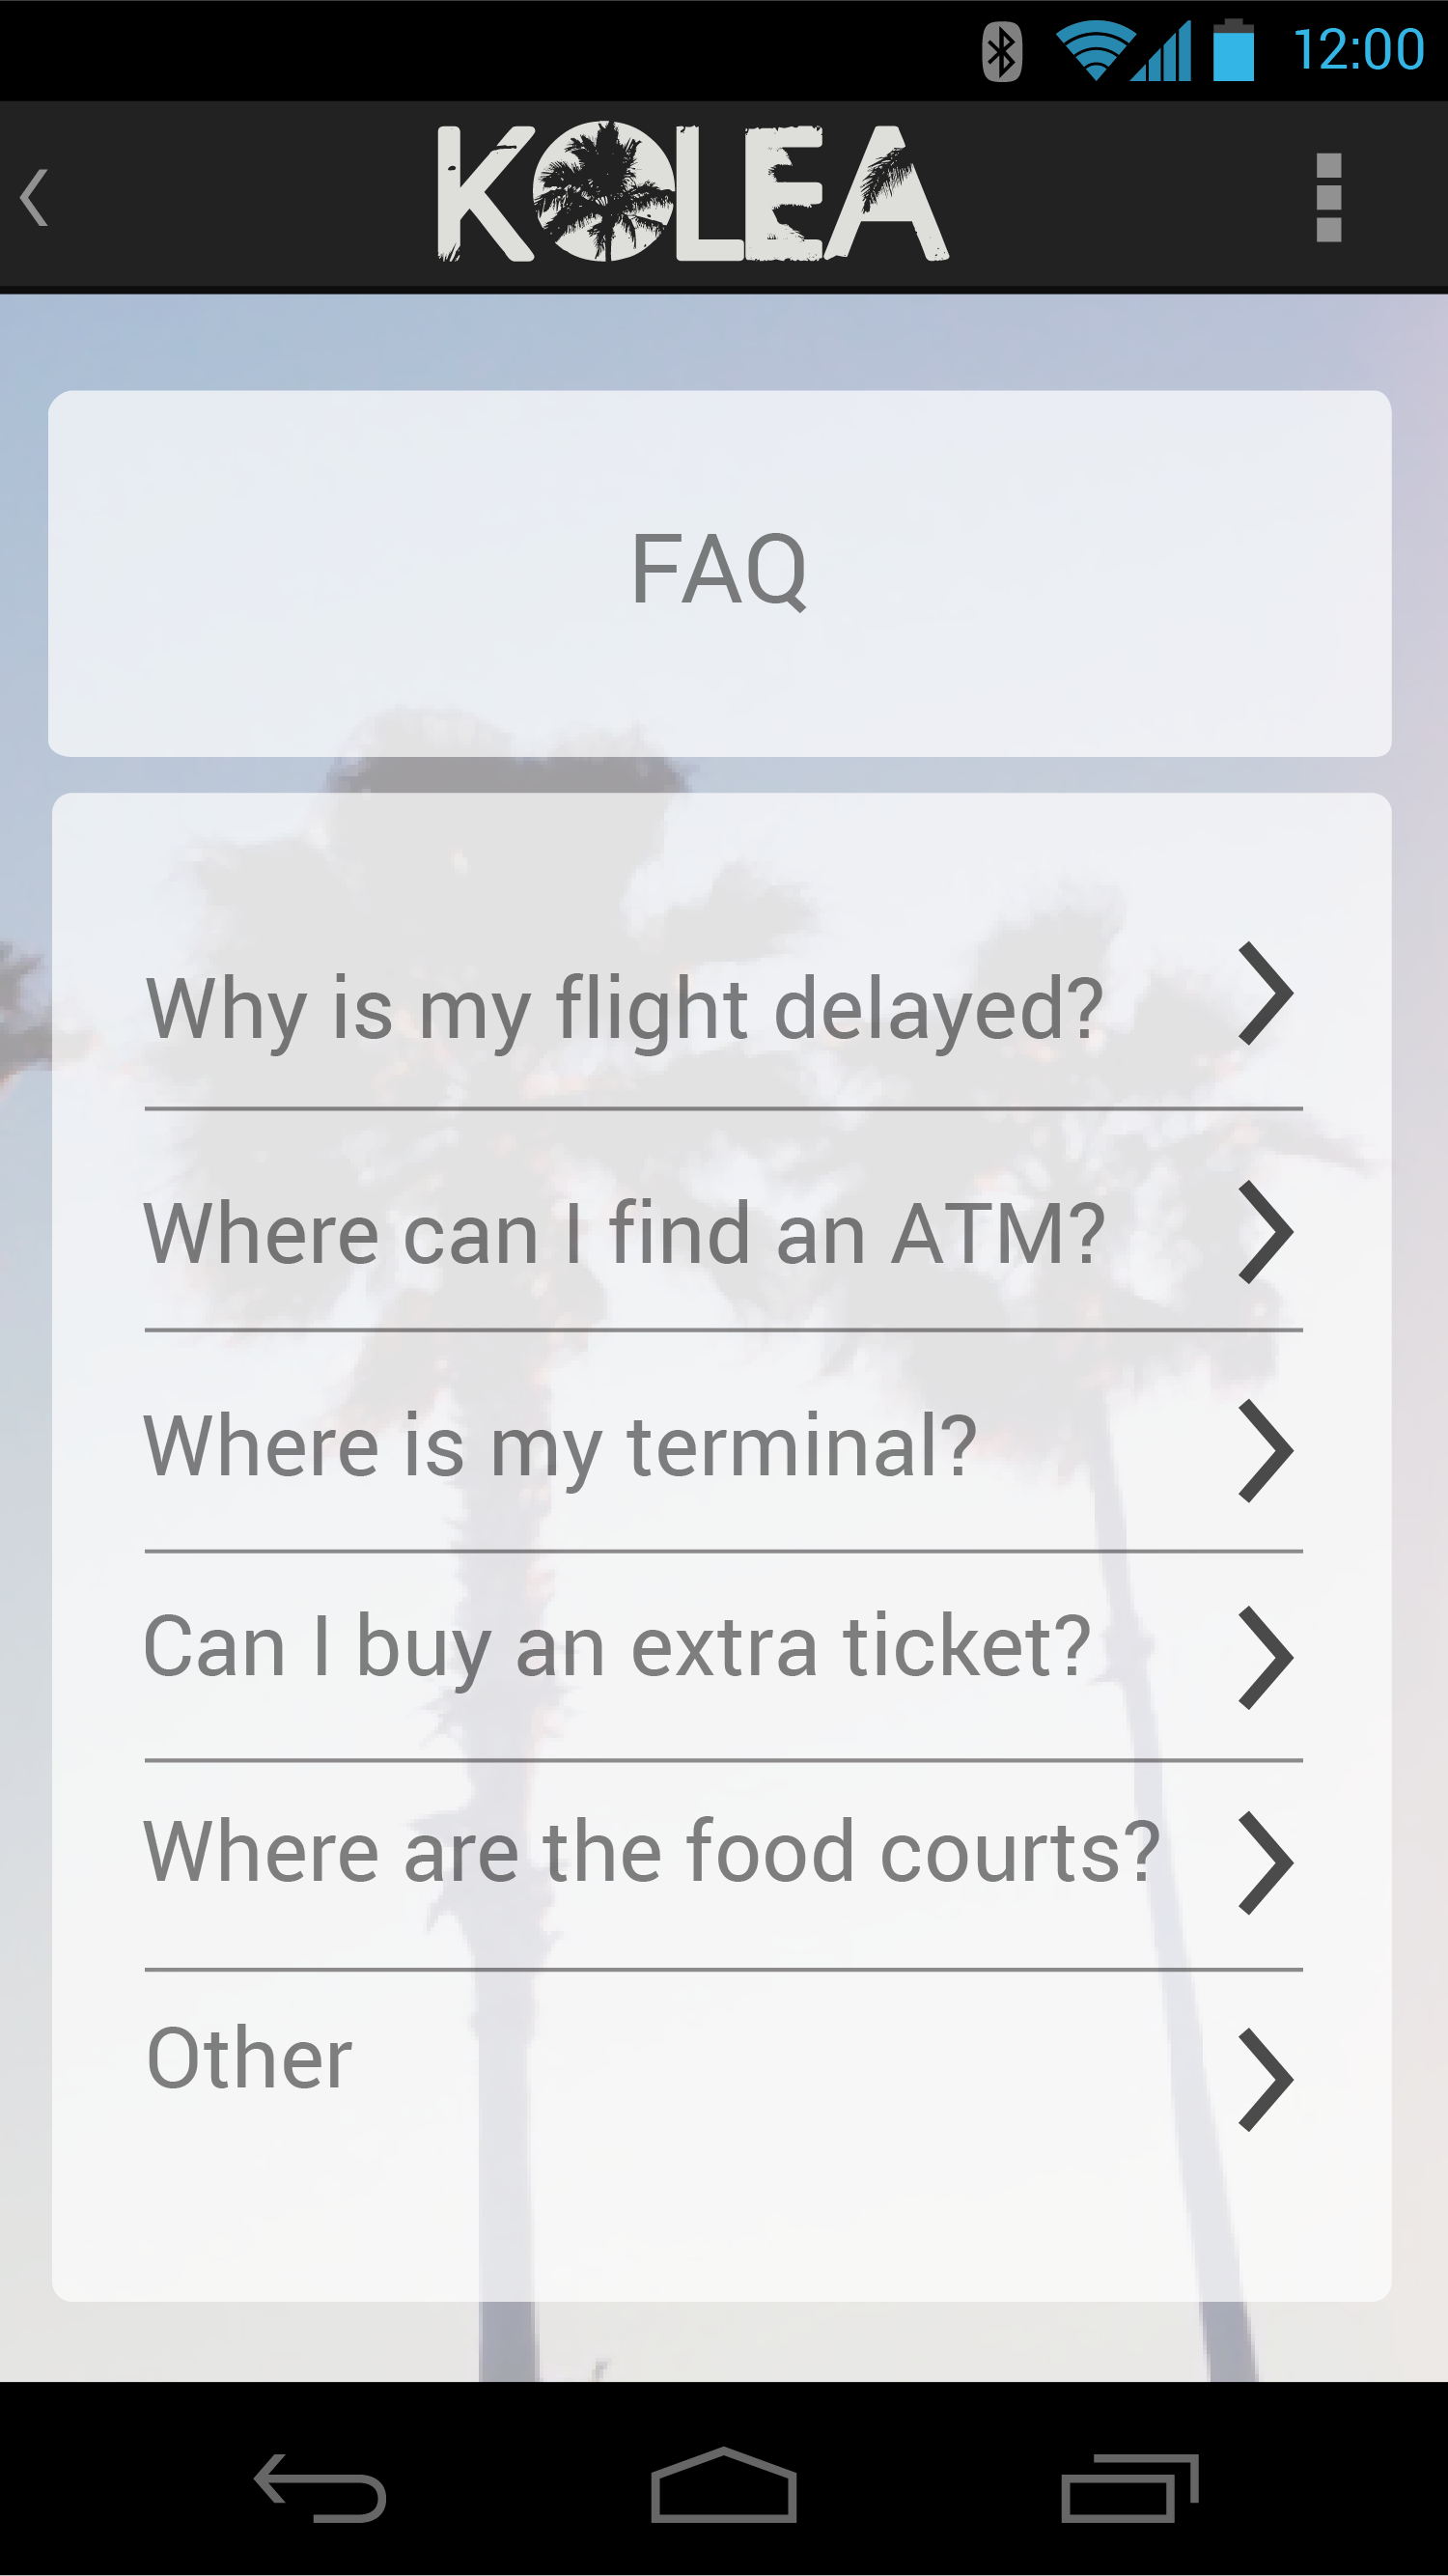 12:00
KOLEA
FAQ
Why is my flight delayed?
Where can I find an ATM?
Where is my terminal?
Can I buy an extra ticket?
Where are the food courts?
Other